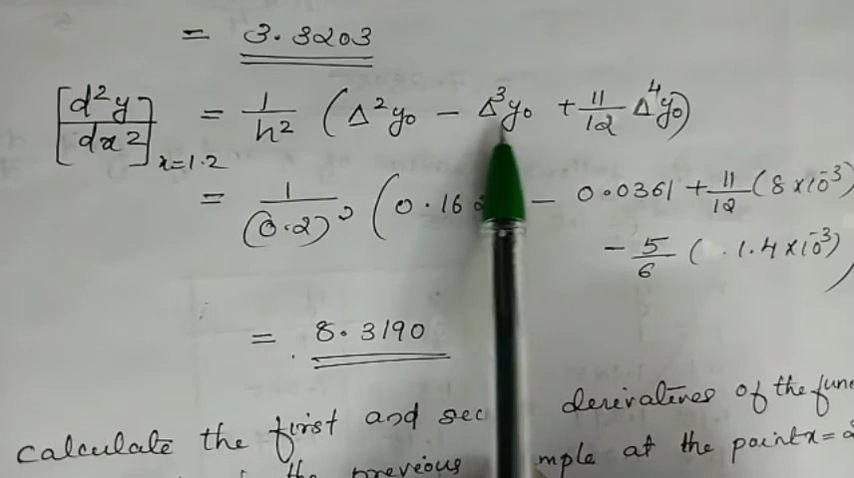 = 3.3203
[d²y/dx²]ₓ₌₁.₂ = 1/h² (Δ²y₀ − Δ³y₀ + 11/12 Δ⁴y₀)
= 1/(0.2)² (0.16 − 0.0361 + 11/12 (8 × 10⁻³)
− 5/6 (1.4 × 10⁻³)
= 8.3190
calculate the first and sec derivatives of the func
the previous mple at the point x =